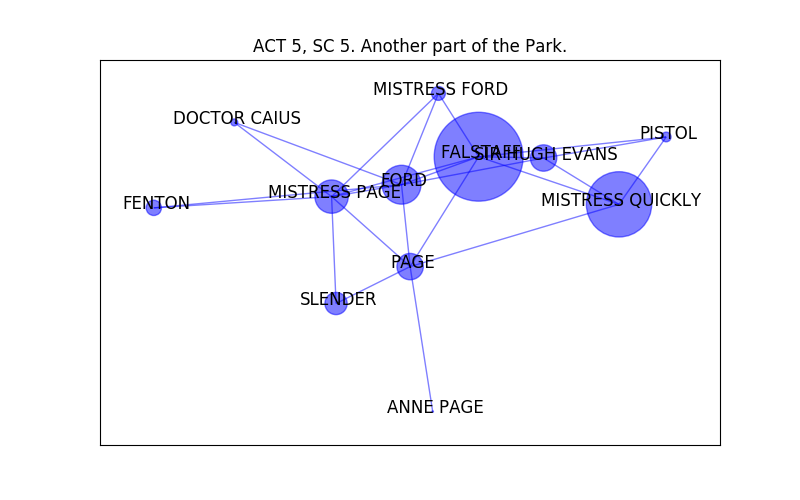 ACT 5, SC 5. Another part of the Park.
MISTRESS FORD
DOCTOR CAIUS
PISTOL
FALSTAFF
SIR HUGH EVANS
FORD
MISTRESS PAGE
MISTRESS QUICKLY
FENTON
PAGE
SLENDER
ANNE PAGE